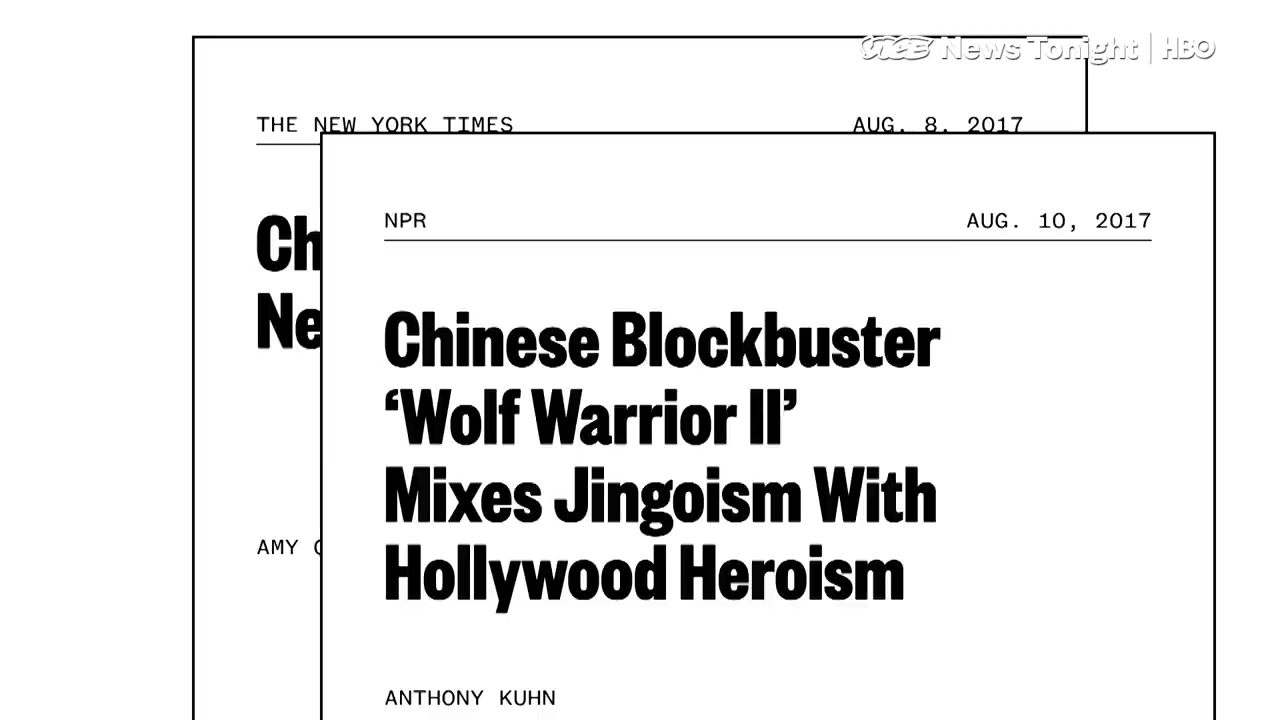 VICE News Tonight | HBO
THE NEW YORK TIMES AUG. 8, 2017
Ch
Ne
AMY
NPR AUG. 10, 2017
Chinese Blockbuster
‘Wolf Warrior II’
Mixes Jingoism With
Hollywood Heroism
ANTHONY KUHN